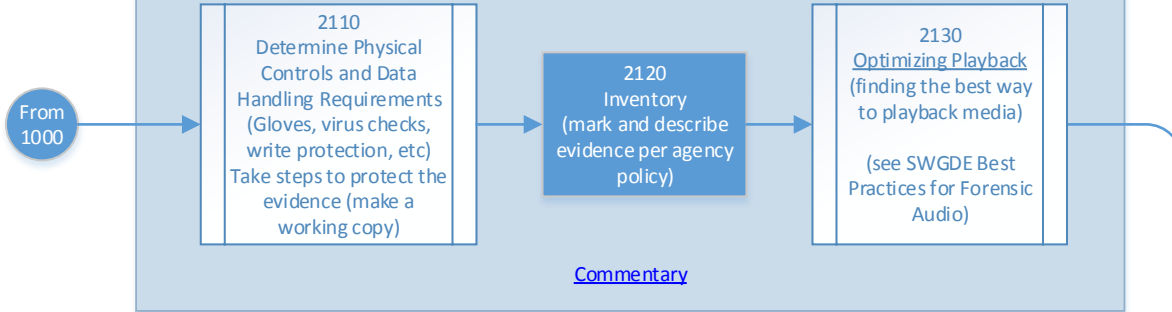 From
1000
2110
Determine Physical
Controls and Data
Handling Requirements
(Gloves, virus checks,
write protection, etc)
Take steps to protect the
evidence (make a
working copy)
2120
Inventory
(mark and describe
evidence per agency
policy)
2130
Optimizing Playback
(finding the best way
to playback media)
(see SWGDE Best
Practices for Forensic
Audio)
Commentary